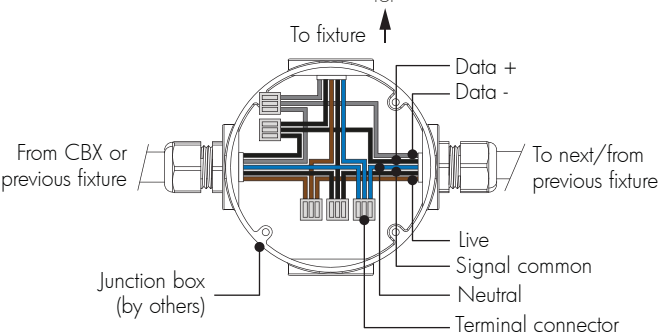 To fixture
Data +
Data -
From CBX or
previous fixture
To next/from
previous fixture
Live
Signal common
Junction box
(by others)
Neutral
Terminal connector